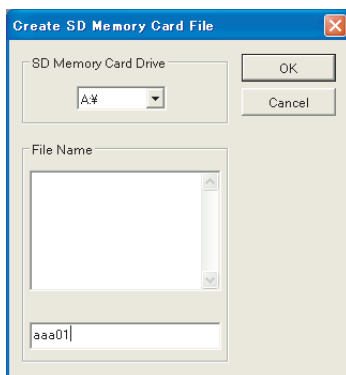 Create SD Memory Card File
SD Memory Card Drive
A:¥
OK
Cancel
File Name
aaa01